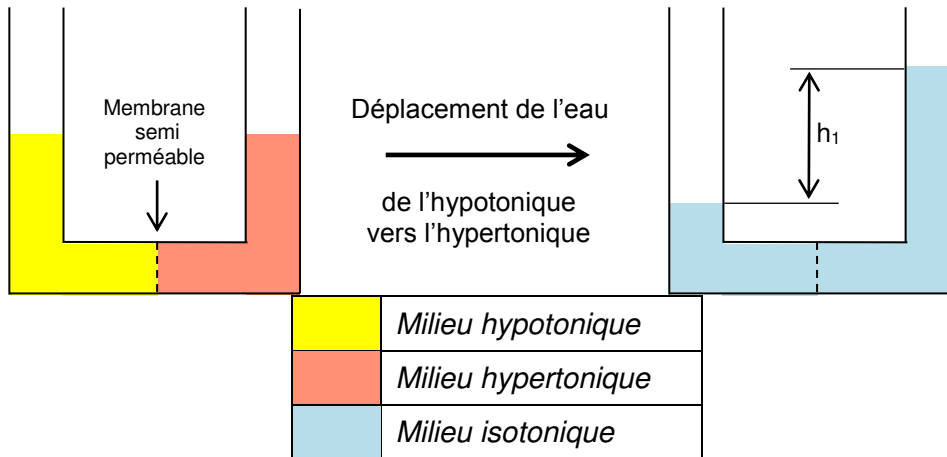 Membrane
semi
perméable
Déplacement de l’eau
de l’hypotonique
vers l’hypertonique
h₁
Milieu hypotonique
Milieu hypertonique
Milieu isotonique